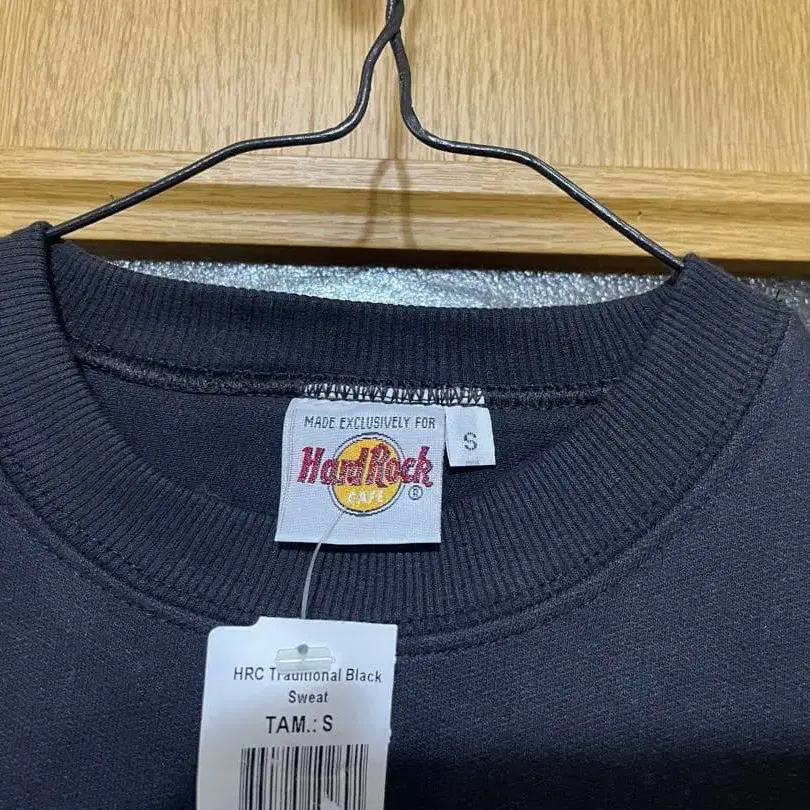 MADE EXCLUSIVELY FOR
Hard Rock
CAFE ®
S
HRC Traditional Black
Sweat
TAM.: S